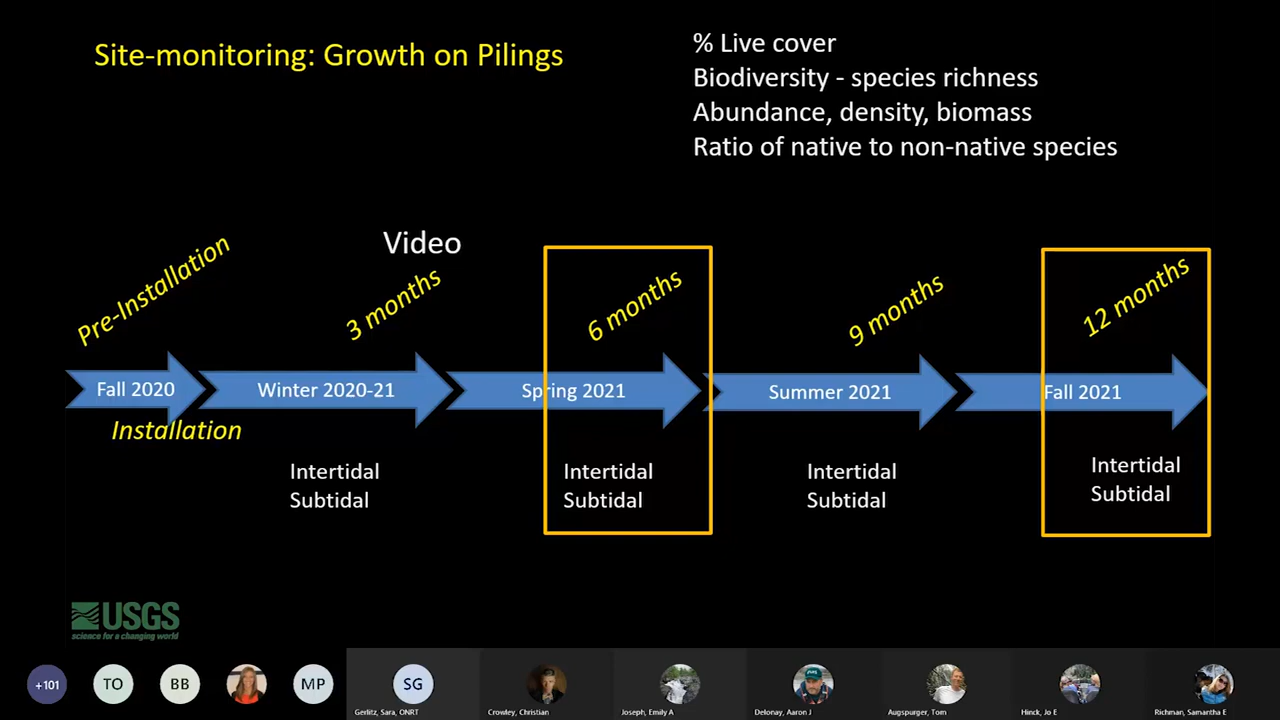 Site-monitoring: Growth on Pilings
% Live cover
Biodiversity - species richness
Abundance, density, biomass
Ratio of native to non-native species
Video
Pre-Installation
3 months
6 months
9 months
12 months
Fall 2020
Winter 2020-21
Spring 2021
Summer 2021
Fall 2021
Installation
Intertidal
Subtidal
Intertidal
Subtidal
Intertidal
Subtidal
Intertidal
Subtidal
USGS
science for a changing world
+101
TO
BB
MP
SG
Gerlitz, Sara, ONRT
Crowley, Christian
Joseph, Emily A
Delonay, Aaron J
Augspurger, Tom
Hinck, Jo E
Richman, Samantha E